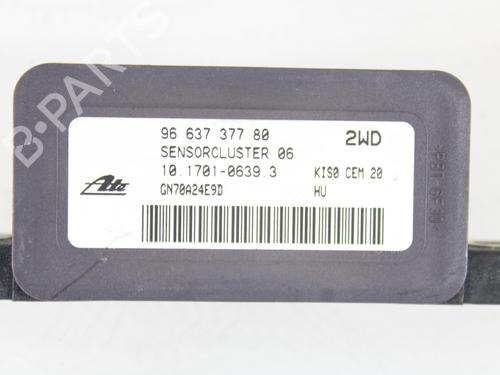 96 637 377 80 2WD
SENSORCLUSTER 06
10.1701-0639.3 KIS0 CEM 20
GN70A24E9D HU
Ate
B-PARTS